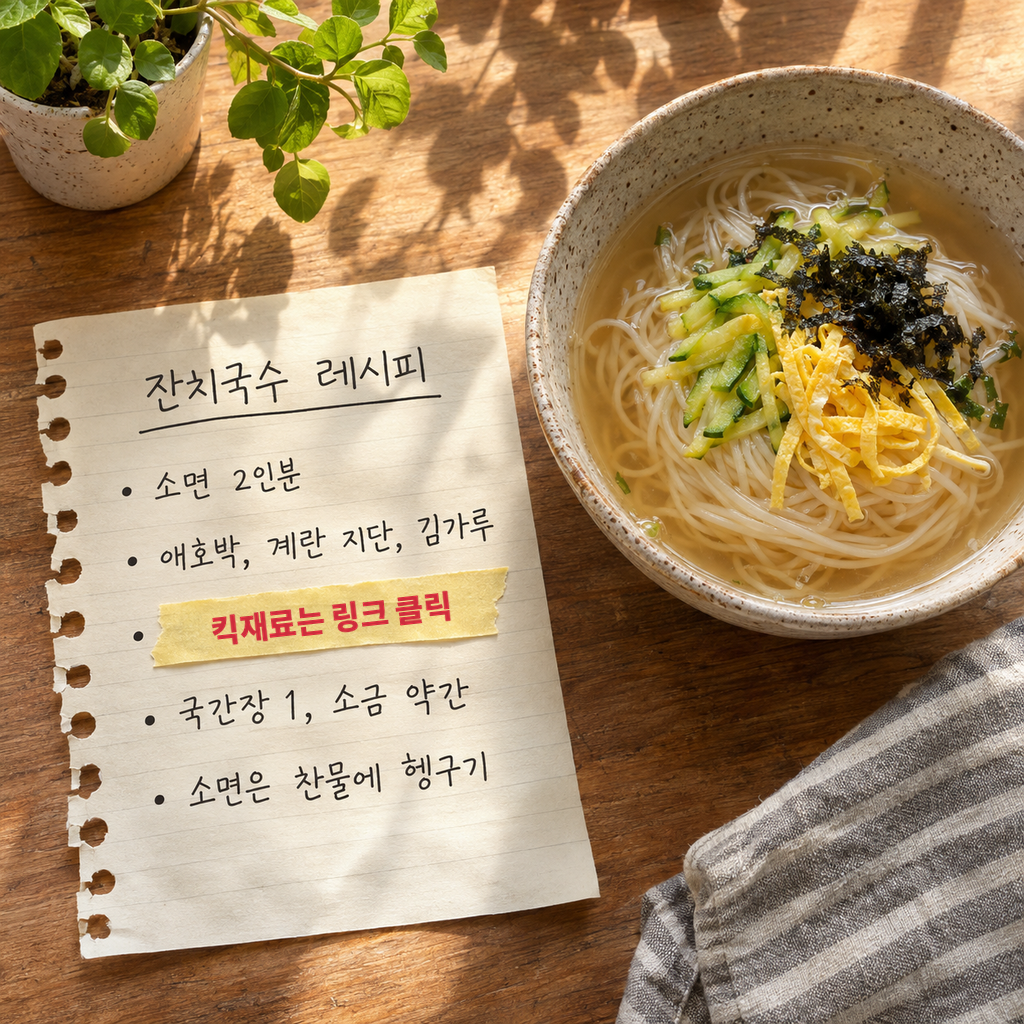 잔치국수 레시피
• 소면 2인분
• 애호박, 계란 지단, 김가루
• 킥재료는 링크 클릭
• 국간장 1, 소금 약간
• 소면은 찬물에 헹구기